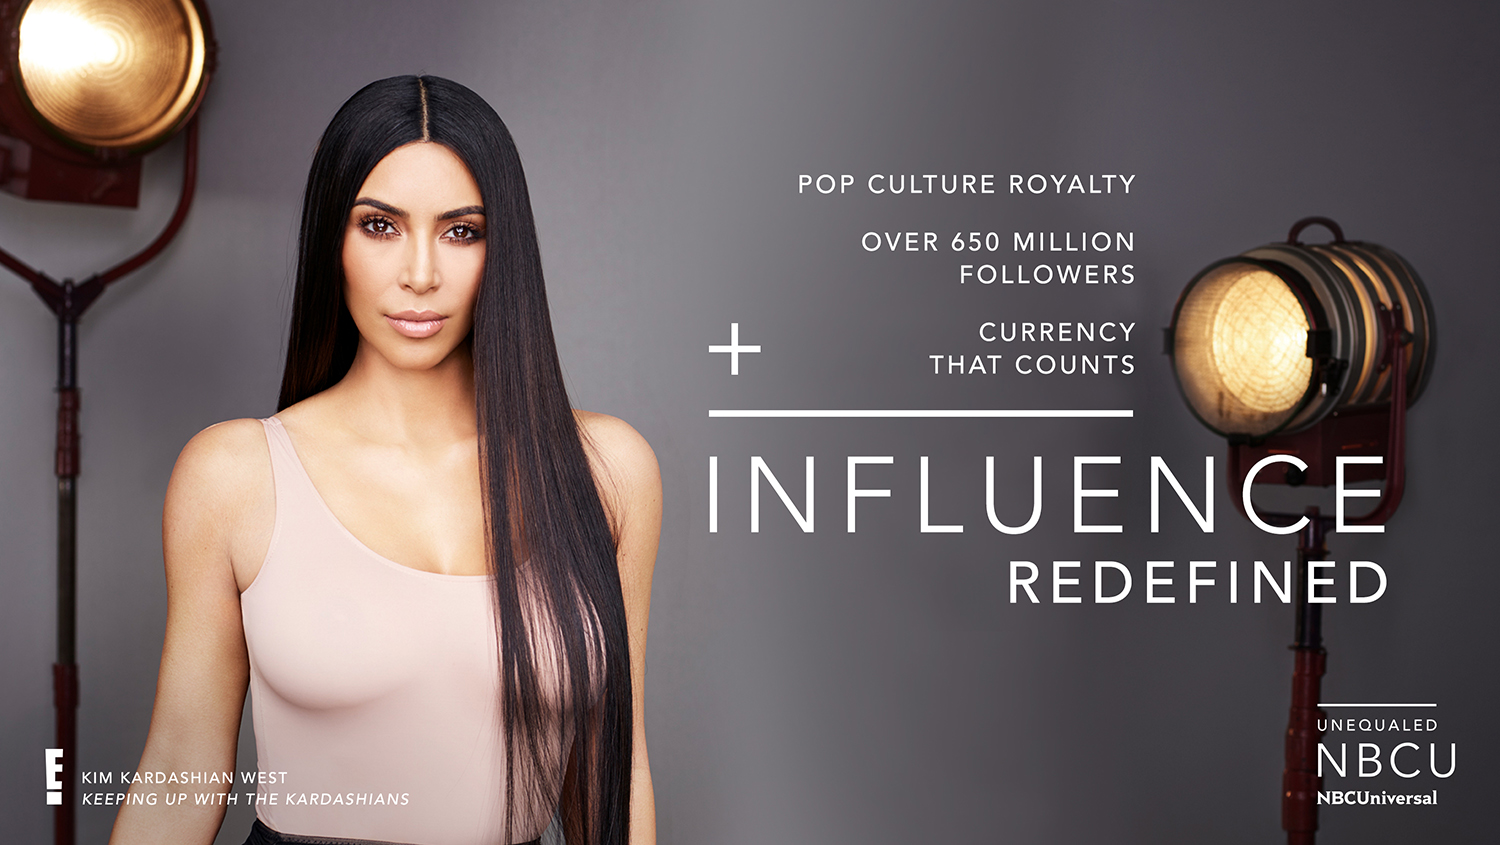 POP CULTURE ROYALTY
OVER 650 MILLION
FOLLOWERS
+
CURRENCY
THAT COUNTS
INFLUENCE
REDEFINED
E!
KIM KARDASHIAN WEST
KEEPING UP WITH THE KARDASHIANS
UNEQUALED
NBCU
NBCUniversal